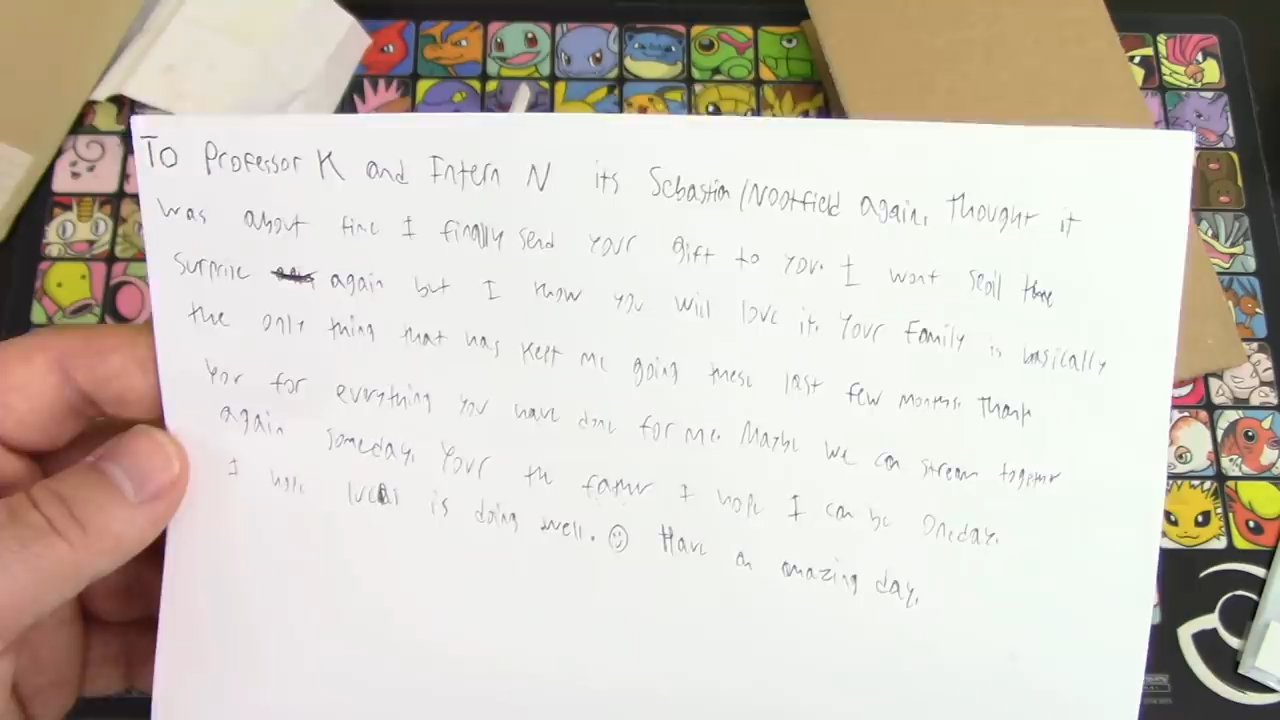 To Professor K and Intern N its Sebastian/Nootfield again. Thought it
was about time I finally send your gift to you. I wont spoil the
surprise again but I know you will love it. Your Family is basically
the only thing that has kept me going these last few months. Thank
you for everything you have done for me. Maybe we can stream together
again someday. Your the father I hope I can be oneday.
I hope is doing well. ☺ Have an amazing day.